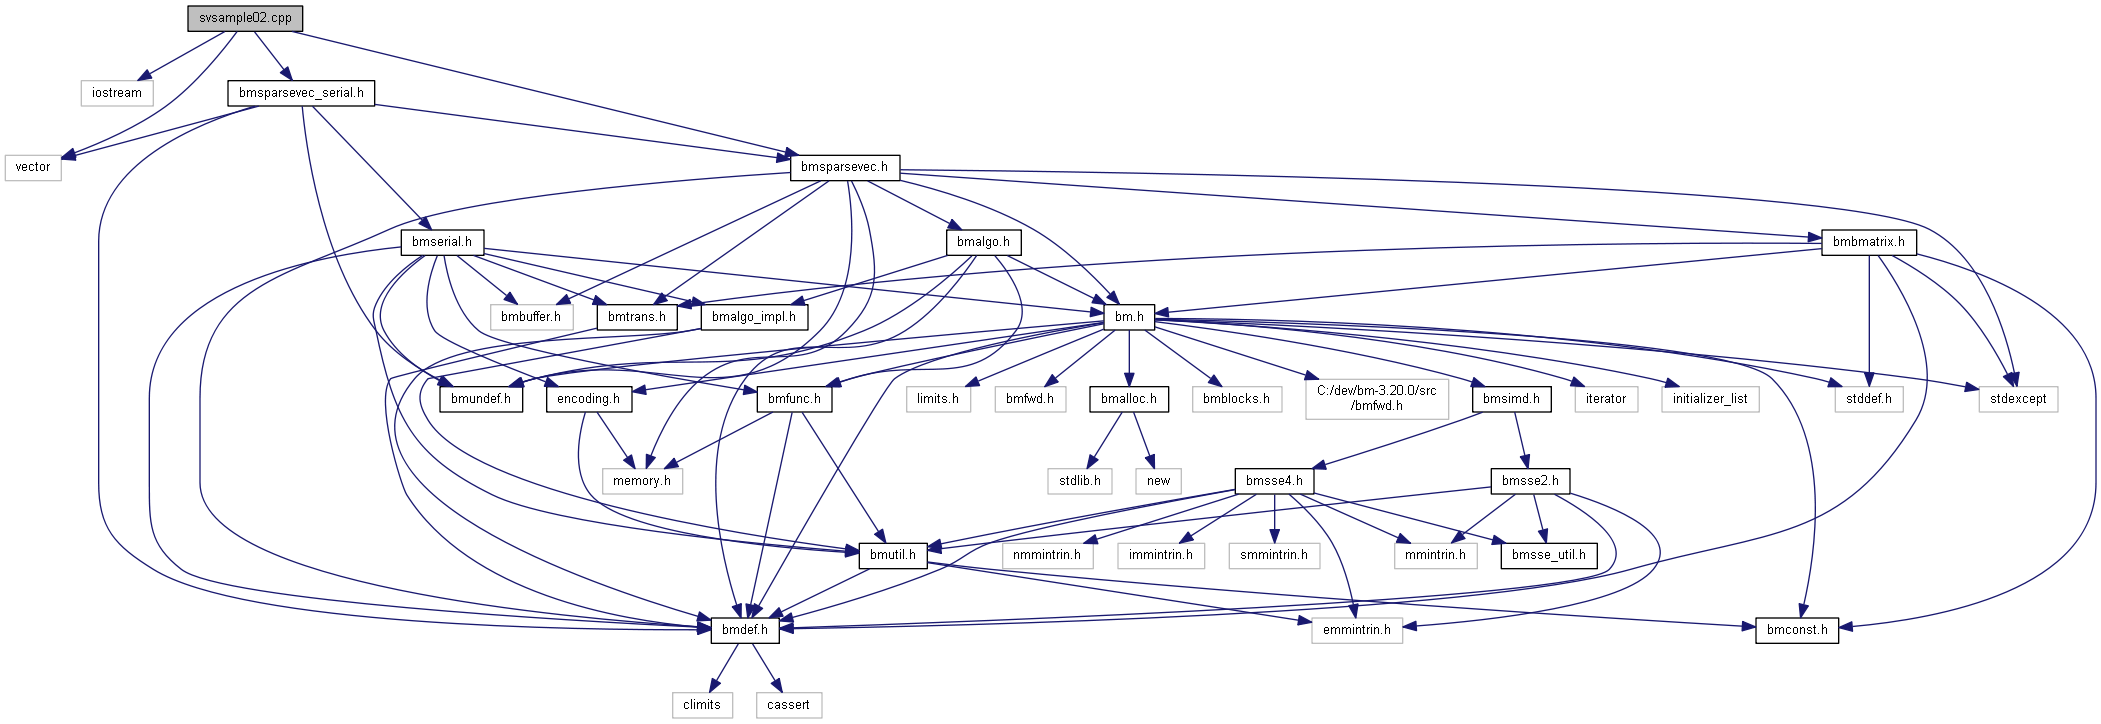 svsample02.cpp
iostream
bmsparsevec_serial.h
vector
bmsparsevec.h
bmserial.h
bmalgo.h
bmbmatrix.h
bmbuffer.h
bmtrans.h
bmalgo_impl.h
bm.h
bmundef.h
encoding.h
bmfunc.h
limits.h
bmfwd.h
bmalloc.h
bmblocks.h
C:/dev/bm-3.20.0/src
/bmfwd.h
bmsimd.h
iterator
initializer_list
stddef.h
stdexcept
memory.h
stdlib.h
new
bmsse4.h
bmsse2.h
bmutil.h
nmmintrin.h
immintrin.h
smmintrin.h
mmintrin.h
bmsse_util.h
bmdef.h
emmintrin.h
bmconst.h
climits
cassert